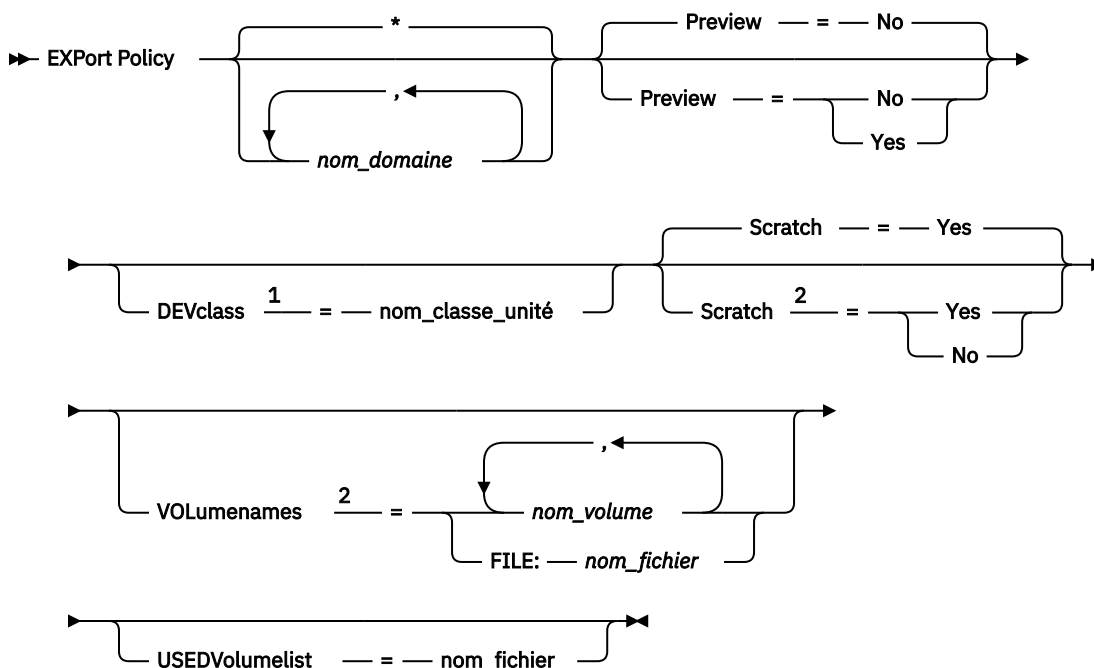 *
Preview = No
EXPort Policy
,
Preview = No
Yes
nom_domaine
Scratch = Yes
DEVclass 1 = nom_classe_unité
Scratch 2 = Yes
No
,
VOLumenames 2 = nom_volume
FILE: nom_fichier
USEDVolumelist = nom_fichier